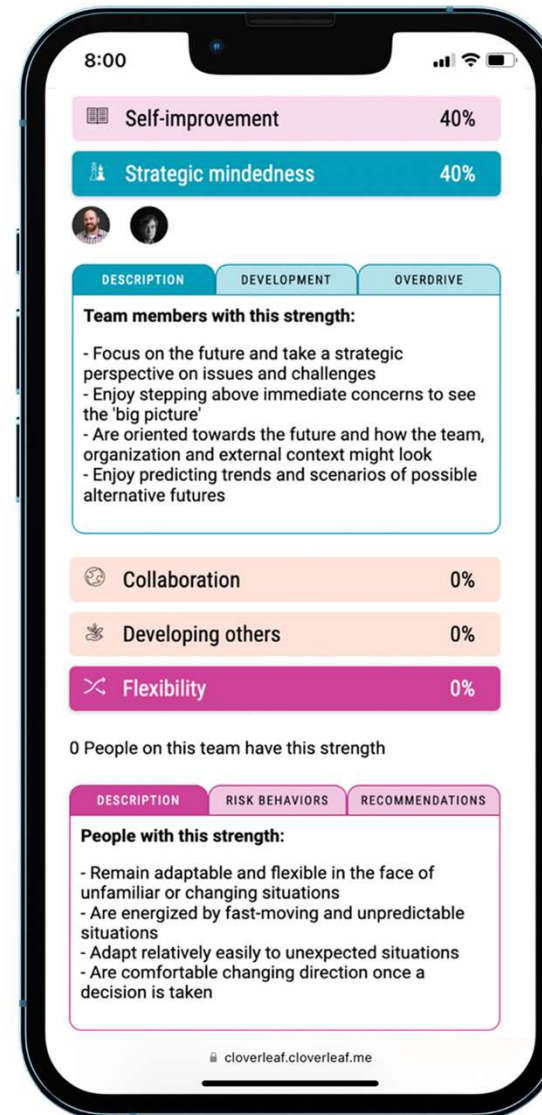 8:00
Self-improvement 40%
Strategic mindedness 40%
DESCRIPTION DEVELOPMENT OVERDRIVE
Team members with this strength:
- Focus on the future and take a strategic
perspective on issues and challenges
- Enjoy stepping above immediate concerns to see
the 'big picture'
- Are oriented towards the future and how the team,
organization and external context might look
- Enjoy predicting trends and scenarios of possible
alternative futures
Collaboration 0%
Developing others 0%
Flexibility 0%
0 People on this team have this strength
DESCRIPTION RISK BEHAVIORS RECOMMENDATIONS
People with this strength:
- Remain adaptable and flexible in the face of
unfamiliar or changing situations
- Are energized by fast-moving and unpredictable
situations
- Adapt relatively easily to unexpected situations
- Are comfortable changing direction once a
decision is taken
cloverleaf.cloverleaf.me